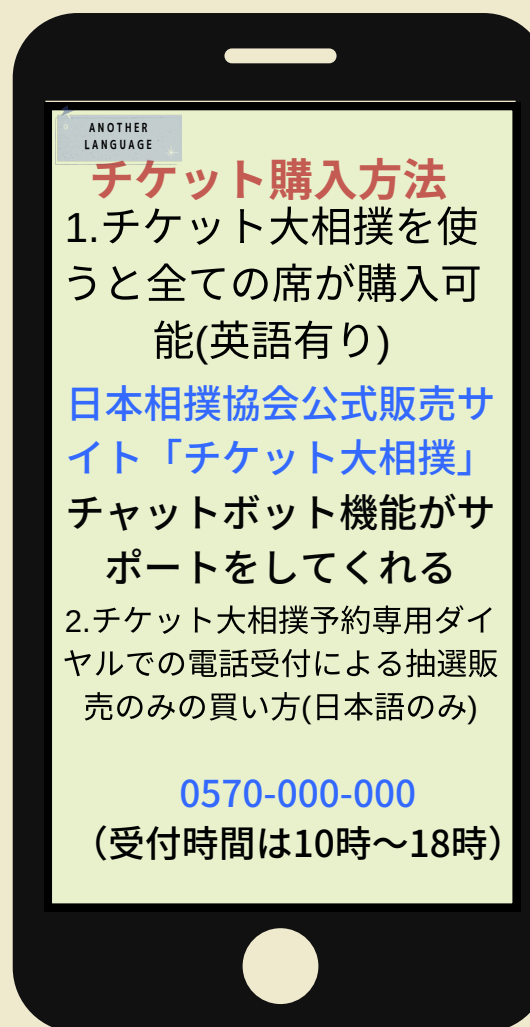 ANOTHER
LANGUAGE
チケット購入方法
1.チケット大相撲を使
うと全ての席が購入可
能(英語有り)
日本相撲協会公式販売サ
イト「チケット大相撲」
チャットボット機能がサ
ポートをしてくれる
2.チケット大相撲予約専用ダイ
ヤルでの電話受付による抽選販
売のみの買い方(日本語のみ)
0570-000-000
（受付時間は10時～18時）